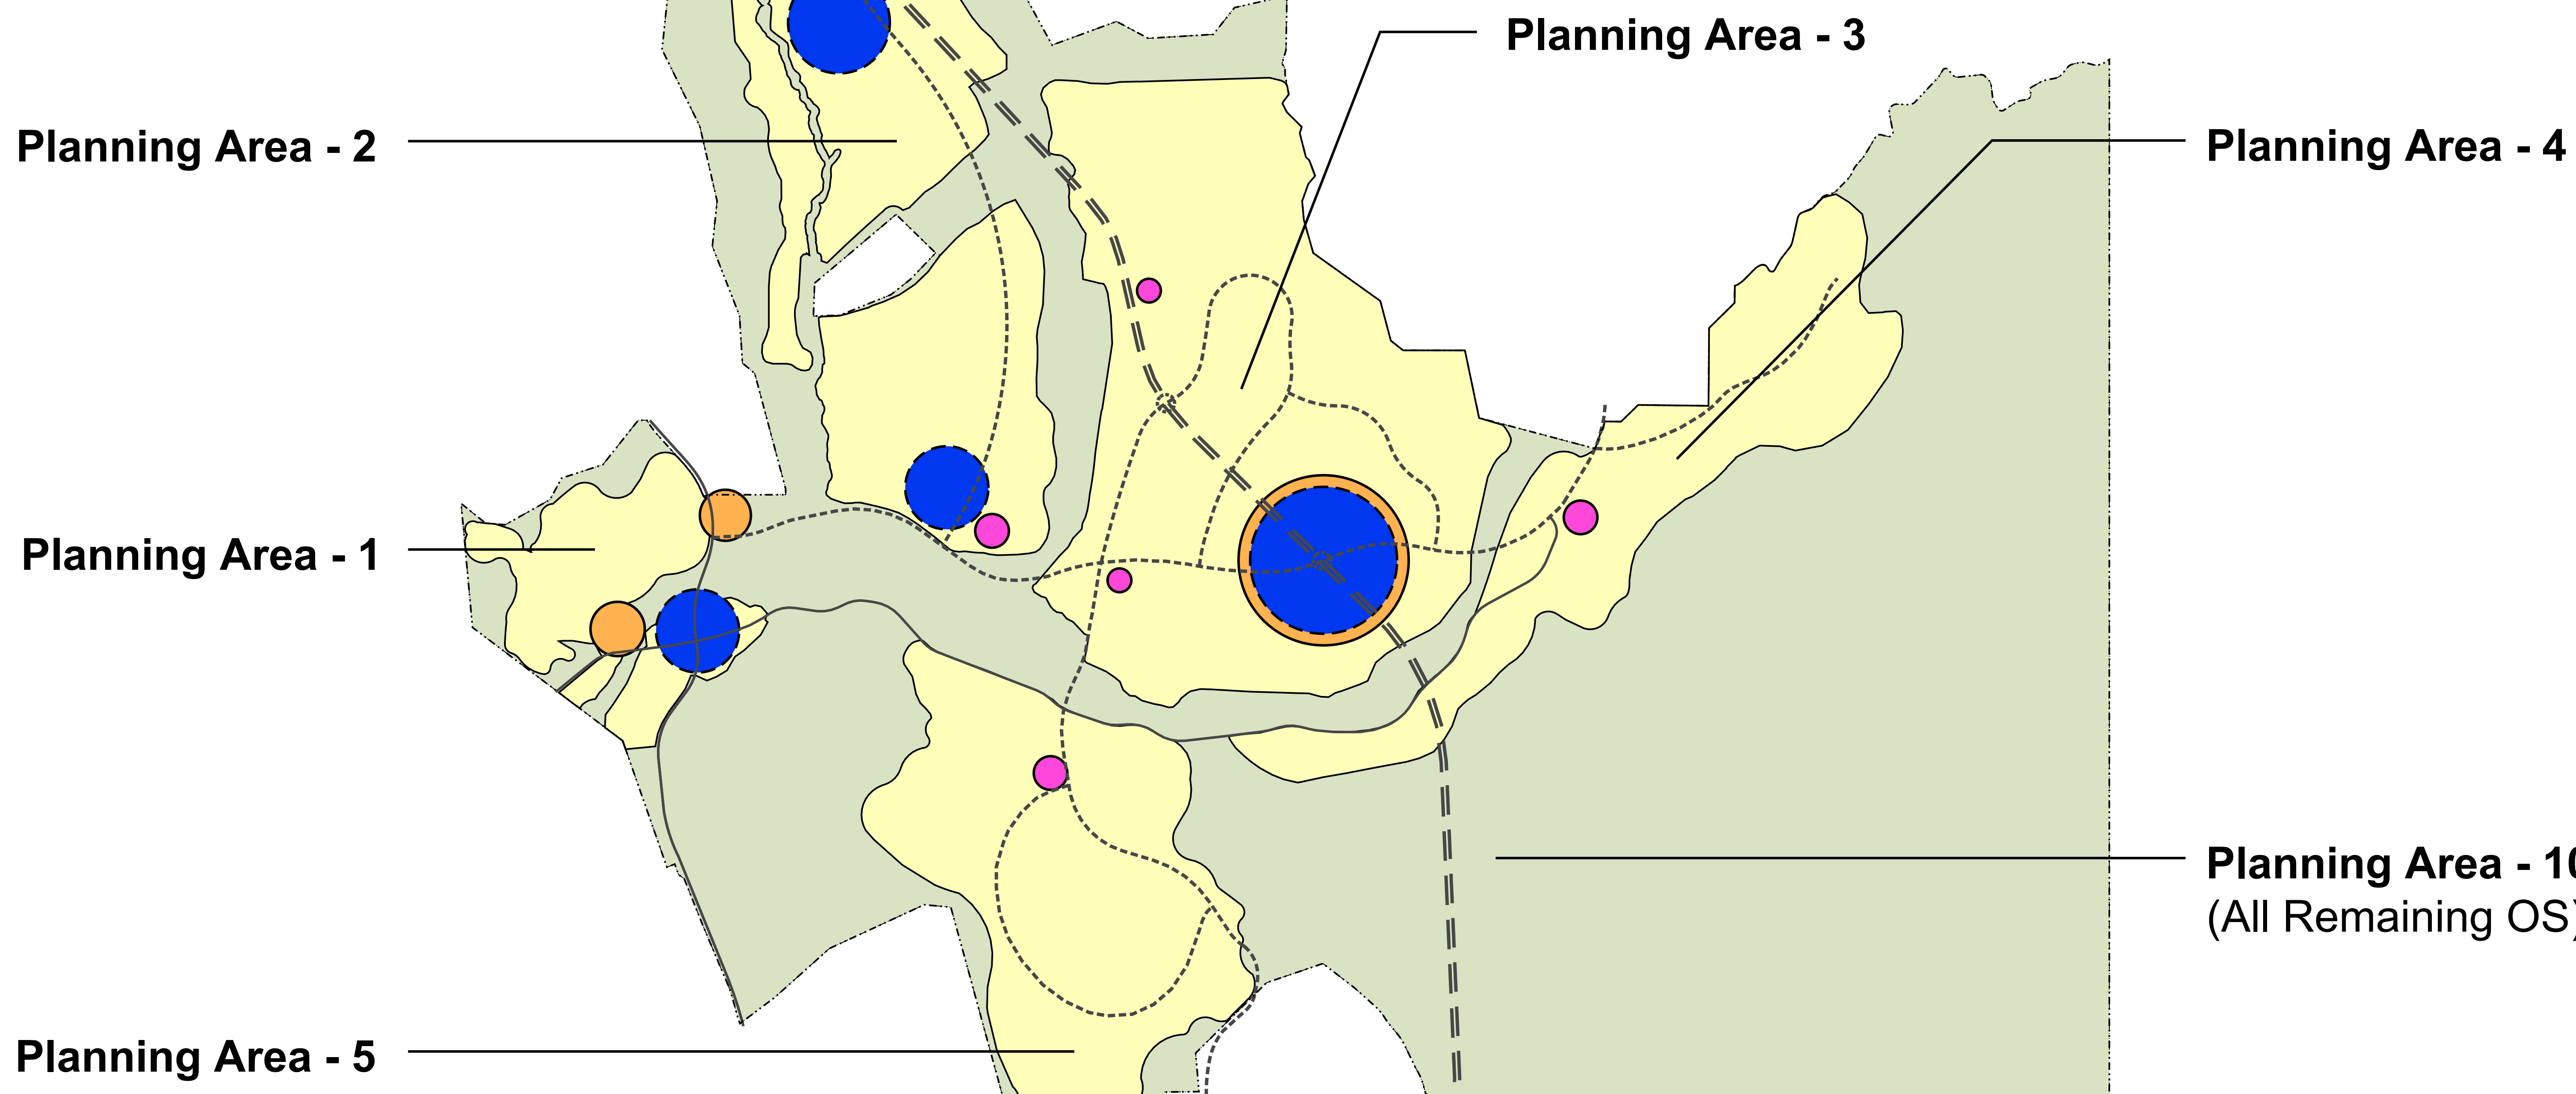 Planning Area - 3
Planning Area - 2
Planning Area - 4
Planning Area - 1
Planning Area - 10
(All Remaining OS)
Planning Area - 5